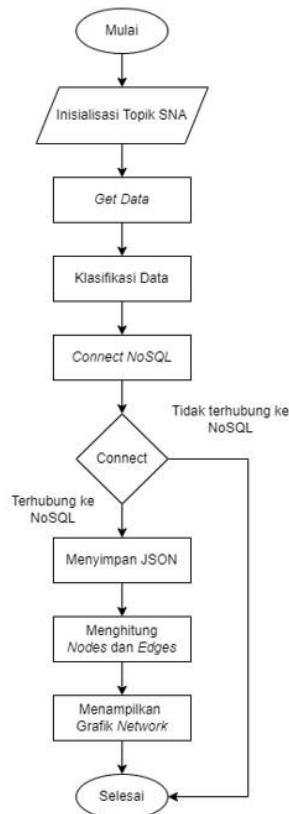 Mulai
Inisialisasi Topik SNA
Get Data
Klasifikasi Data
Connect NoSQL
Tidak terhubung ke
NoSQL
Connect
Terhubung ke
NoSQL
Menyimpan JSON
Menghitung
Nodes dan Edges
Menampilkan
Grafik Network
Selesai